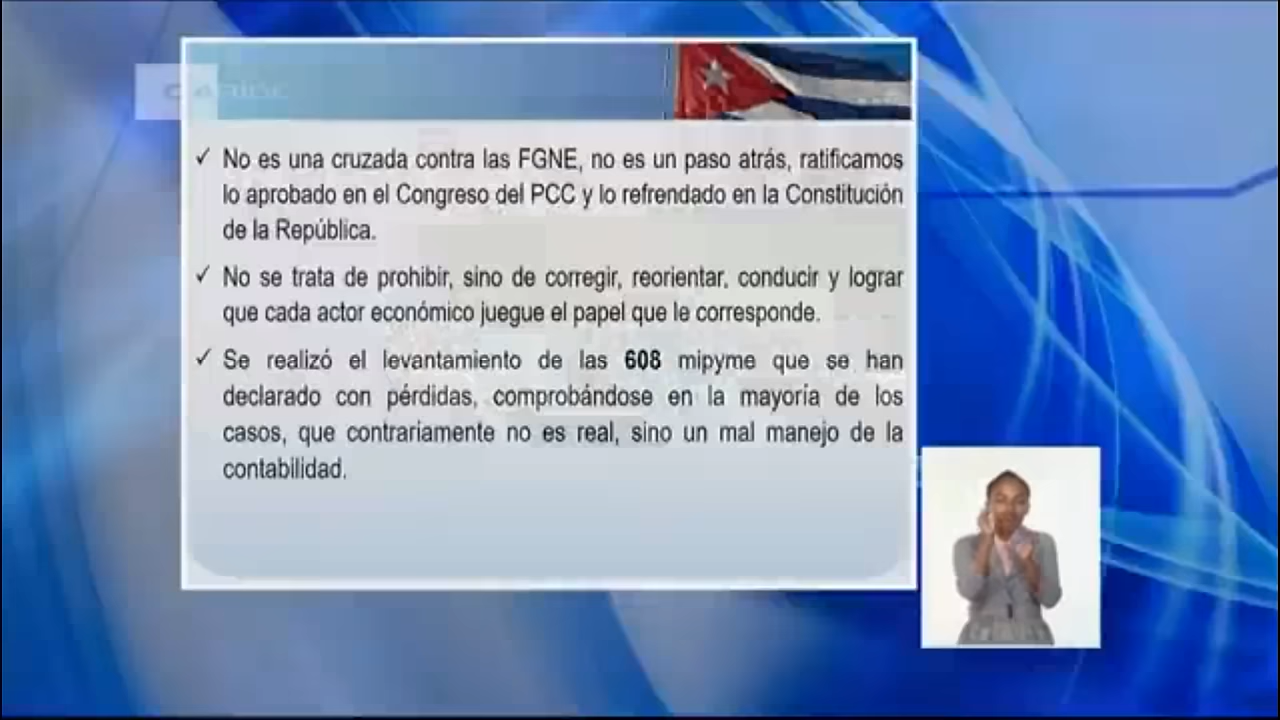 No es una cruzada contra las FGNE, no es un paso atrás, ratificamos
lo aprobado en el Congreso del PCC y lo refrendado en la Constitución
de la República.
No se trata de prohibir, sino de corregir, reorientar, conducir y lograr
que cada actor económico juegue el papel que le corresponde.
Se realizó el levantamiento de las 608 mipyme que se han
declarado con pérdidas, comprobándose en la mayoría de los
casos, que contrariamente no es real, sino un mal manejo de la
contabilidad.